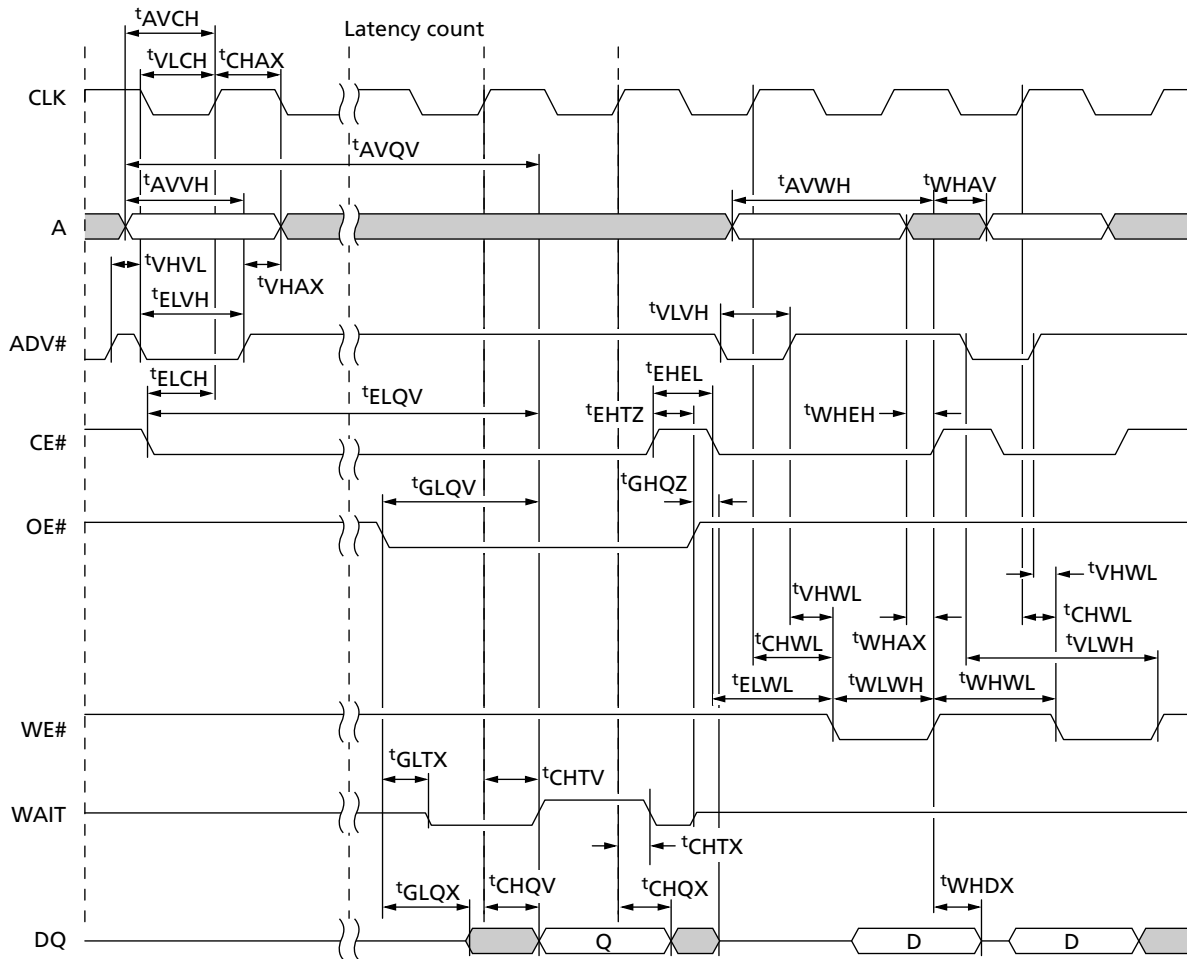 tAVCH
Latency count
tVLCH tCHAX
CLK
tAVQV
tAVVH tAVWH tWHAV
A
tVHVL tVHAX
tELVH tVLVH
ADV#
tELCH tEHEL
tELQV
tEHTZ tWHEH
CE#
tGLQV tGHQZ
OE#
tVHWL
tVHWL tCHWL
tCHWL tWHAX tVLWH
tELWL tWLWH tWHWL
WE#
tGLTX tCHTV
WAIT
tCHTX
tGLQX tCHQV tCHQX tWHDX
DQ Q D D